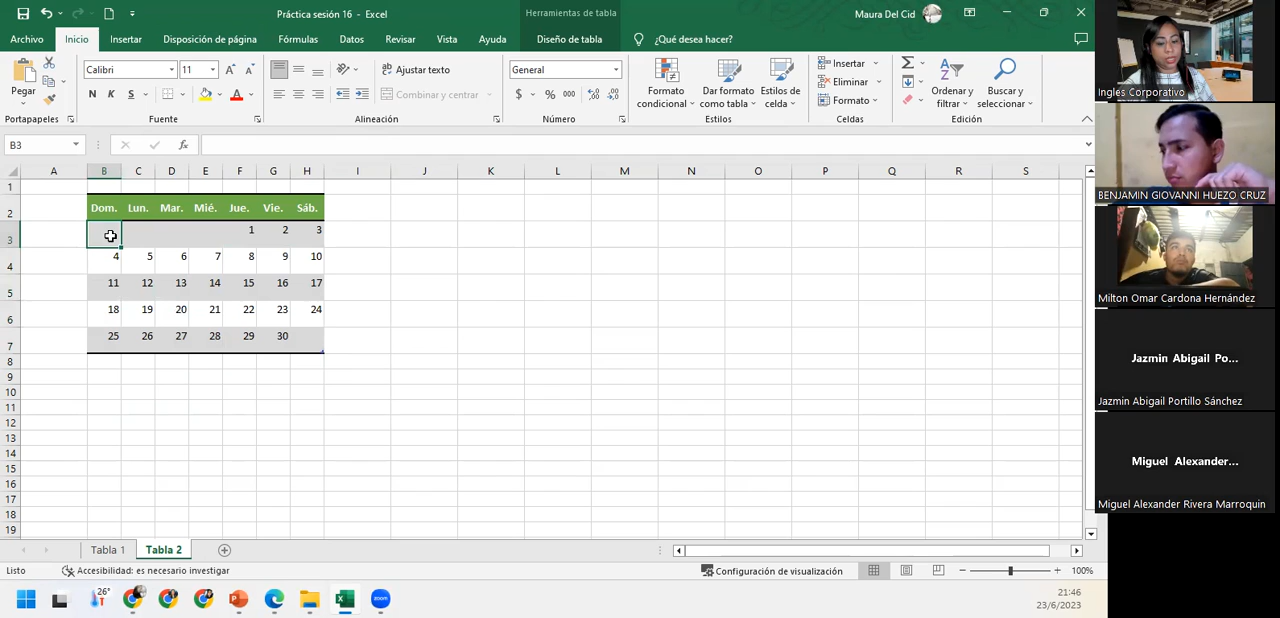 Práctica sesión 16 - Excel
Herramientas de tabla
Maura Del Cid
Archivo Inicio Insertar Disposición de página Fórmulas Datos Revisar Vista Ayuda Diseño de tabla ¿Qué desea hacer?
Pegar
Calibri 11
N K S
Ajustar texto
Combinar y centrar
General
$ % 000
Formato condicional
Dar formato como tabla
Estilos de celda
Insertar
Eliminar
Formato
Ordenar y filtrar
Buscar y seleccionar
Portapapeles Fuente Alineación Número Estilos Celdas Edición
B3 fx
A B C D E F G H I J K L M N O P Q R S
1
2 Dom. Lun. Mar. Mié. Jue. Vie. Sáb.
3 1 2 3
4 4 5 6 7 8 9 10
5 11 12 13 14 15 16 17
6 18 19 20 21 22 23 24
7 25 26 27 28 29 30
8
9
10
11
12
13
14
15
16
17
18
19
Tabla 1 Tabla 2
Listo Accesibilidad: es necesario investigar Configuración de visualización 100%
26°
zoom
21:46
23/6/2023
Ingles Corporativo
BENJAMIN GIOVANNI HUEZO CRUZ
Milton Omar Cardona Hernández
Jazmin Abigail Po...
Jazmin Abigail Portillo Sánchez
Miguel Alexander...
Miguel Alexander Rivera Marroquin